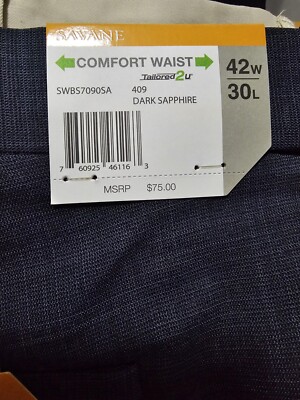 SAVANE
COMFORT WAIST
Tailored2U
42W
30L
SWBS7090SA 409
DARK SAPPHIRE
7 60925 46116 3
MSRP $75.00